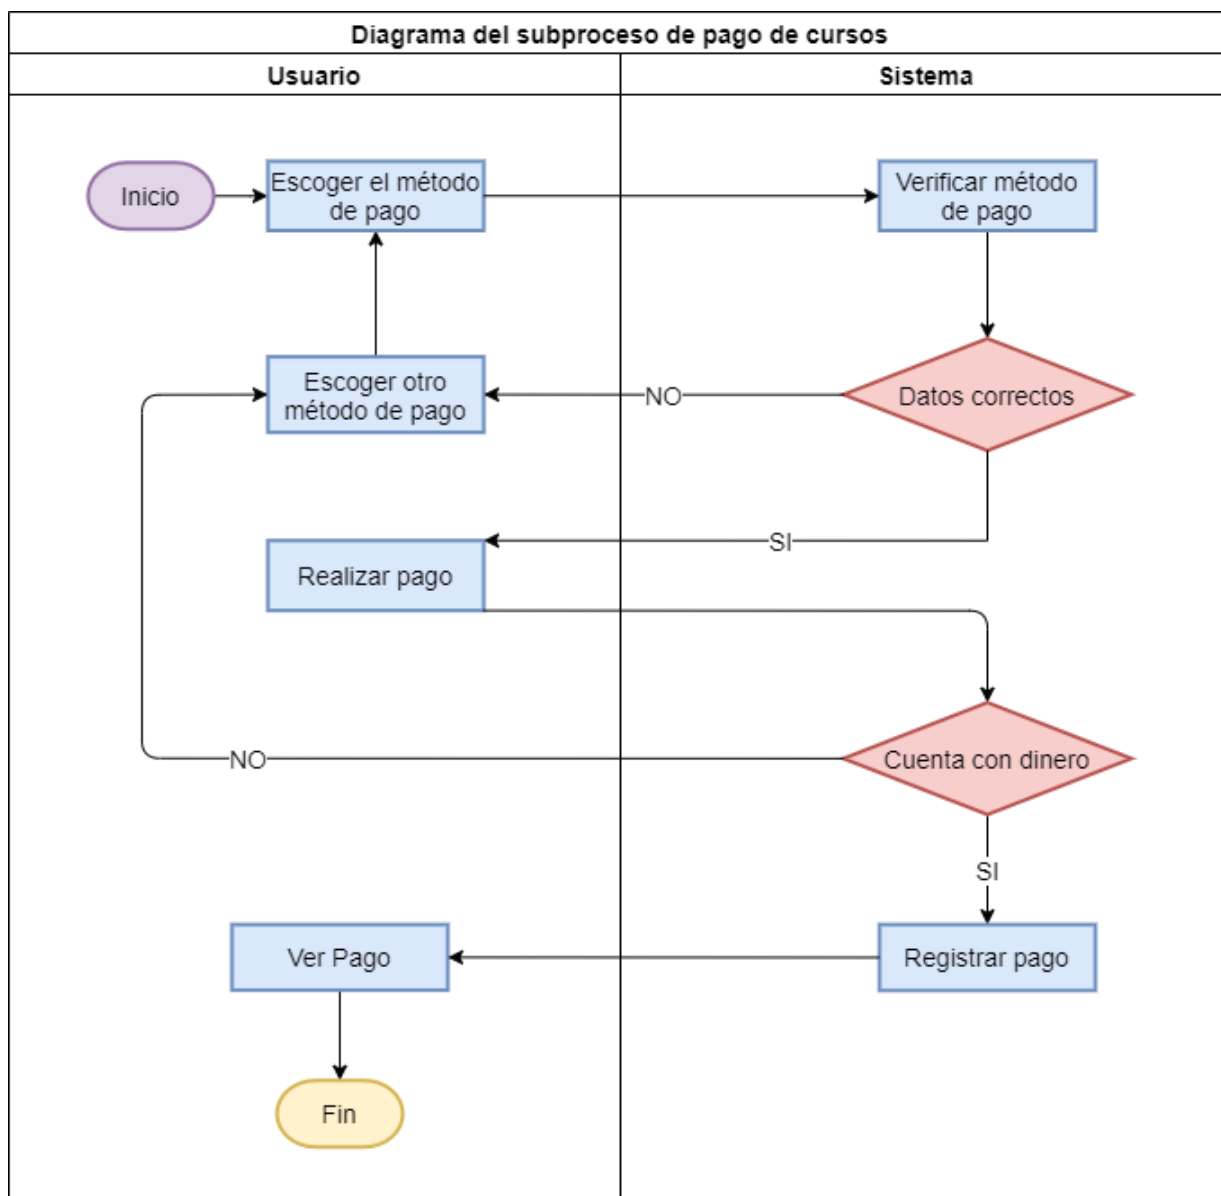 Diagrama del subproceso de pago de cursos
Usuario
Sistema
Inicio
Escoger el método
de pago
Verificar método
de pago
Escoger otro
método de pago
NO
Datos correctos
SI
Realizar pago
NO
Cuenta con dinero
SI
Ver Pago
Registrar pago
Fin